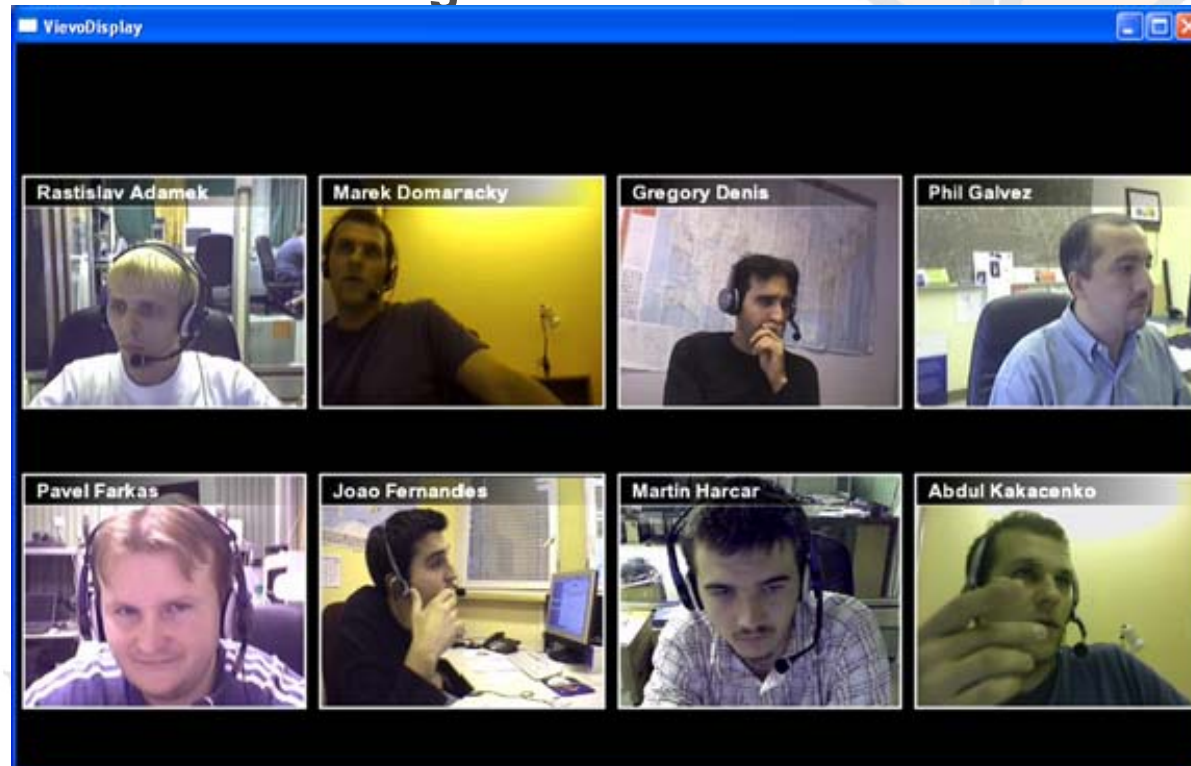 VievoDisplay
Rastislav Adamek
Marek Domaracky
Gregory Denis
Phil Galvez
Pavel Farkas
Joao Fernandes
Martin Harcar
Abdul Kakacenko